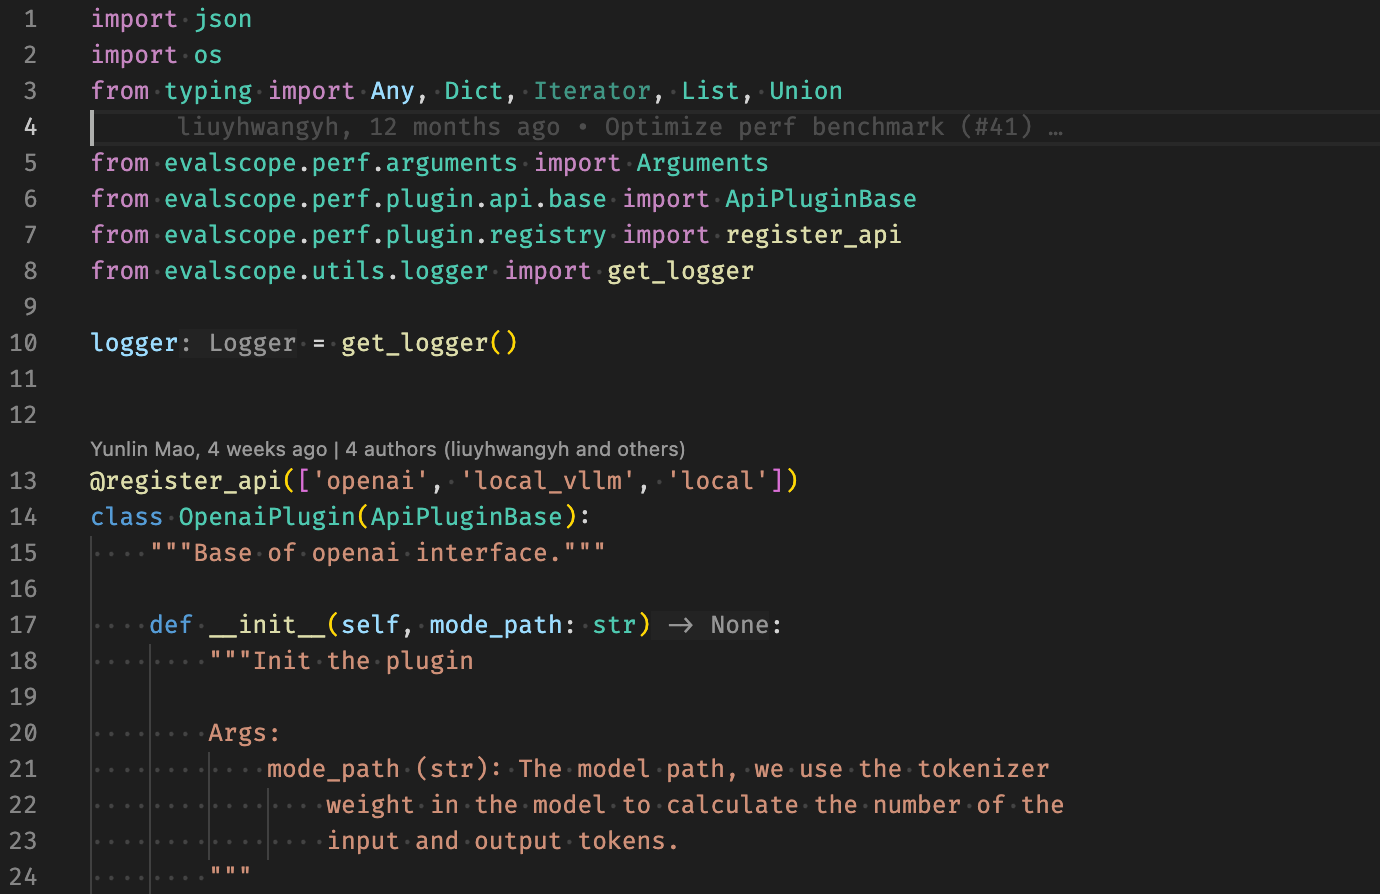 1 import json
2 import os
3 from typing import Any, Dict, Iterator, List, Union
4 liuyhwangyh, 12 months ago • Optimize perf benchmark (#41) …
5 from evalscope.perf.arguments import Arguments
6 from evalscope.perf.plugin.api.base import ApiPluginBase
7 from evalscope.perf.plugin.registry import register_api
8 from evalscope.utils.logger import get_logger
9
10 logger: Logger = get_logger()
11
12
Yunlin Mao, 4 weeks ago | 4 authors (liuyhwangyh and others)
13 @register_api(['openai', 'local_vllm', 'local'])
14 class OpenaiPlugin(ApiPluginBase):
15     """Base of openai interface."""
16
17     def __init__(self, mode_path: str) -> None:
18         """Init the plugin
19
20         Args:
21             mode_path (str): The model path, we use the tokenizer
22                 weight in the model to calculate the number of the
23                 input and output tokens.
24         """